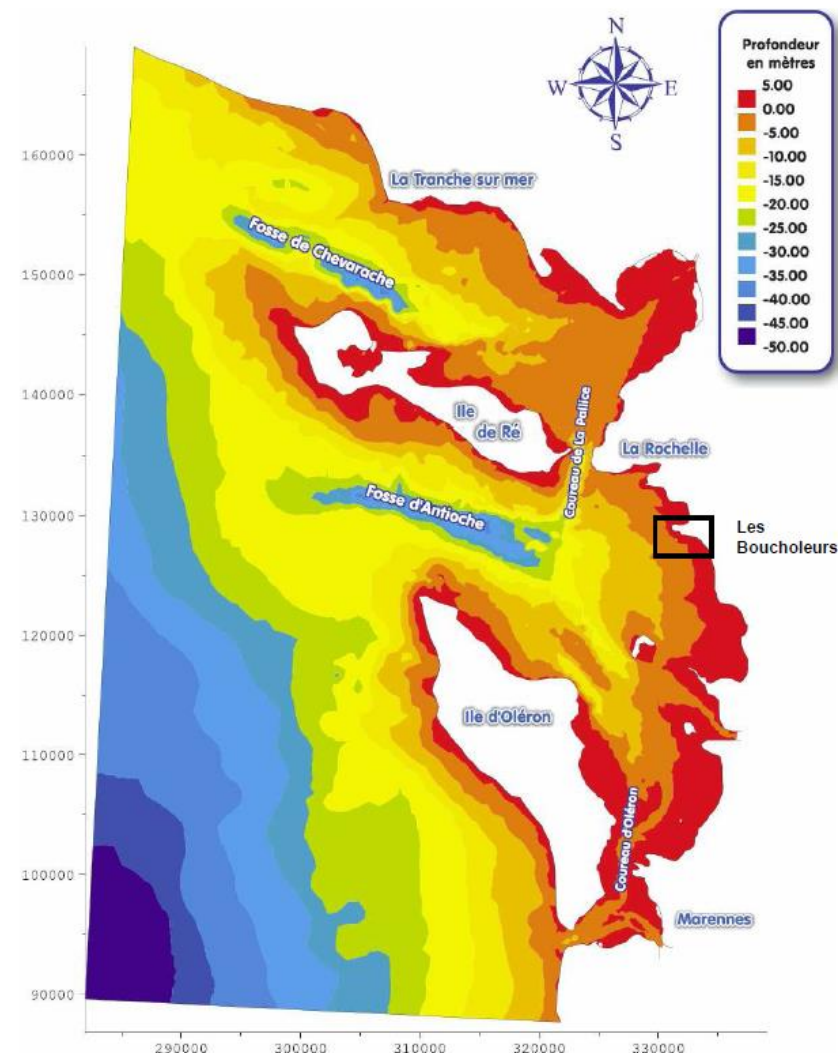 N
W
E
S
Profondeur
en mètres
5.00
0.00
-5.00
-10.00
-15.00
-20.00
-25.00
-30.00
-35.00
-40.00
-45.00
-50.00
160000
150000
140000
130000
120000
110000
100000
90000
La Tranche sur mer
Fosse de Chevarache
Ile
de Ré
Coureau de La Pallice
La Rochelle
Fosse d'Antioche
Les
Boucholeurs
Ile d'Oléron
Coureau d'Oléron
Marennes
290000
300000
310000
320000
330000